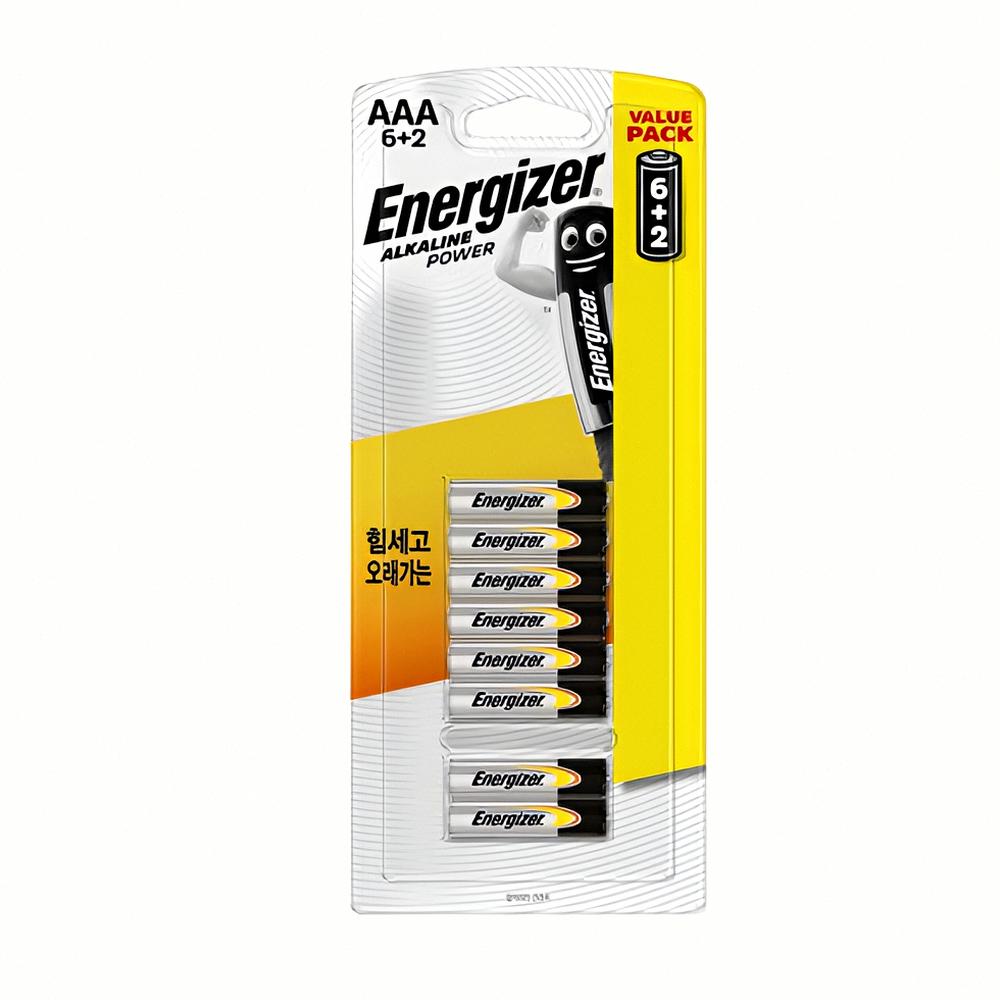 AAA
6+2
VALUE
PACK
6
+
2
Energizer
ALKALINE
POWER
Energizer
Energizer
Energizer
Energizer
Energizer
힘세고
오래가는
Energizer
Energizer
Energizer
Energizer